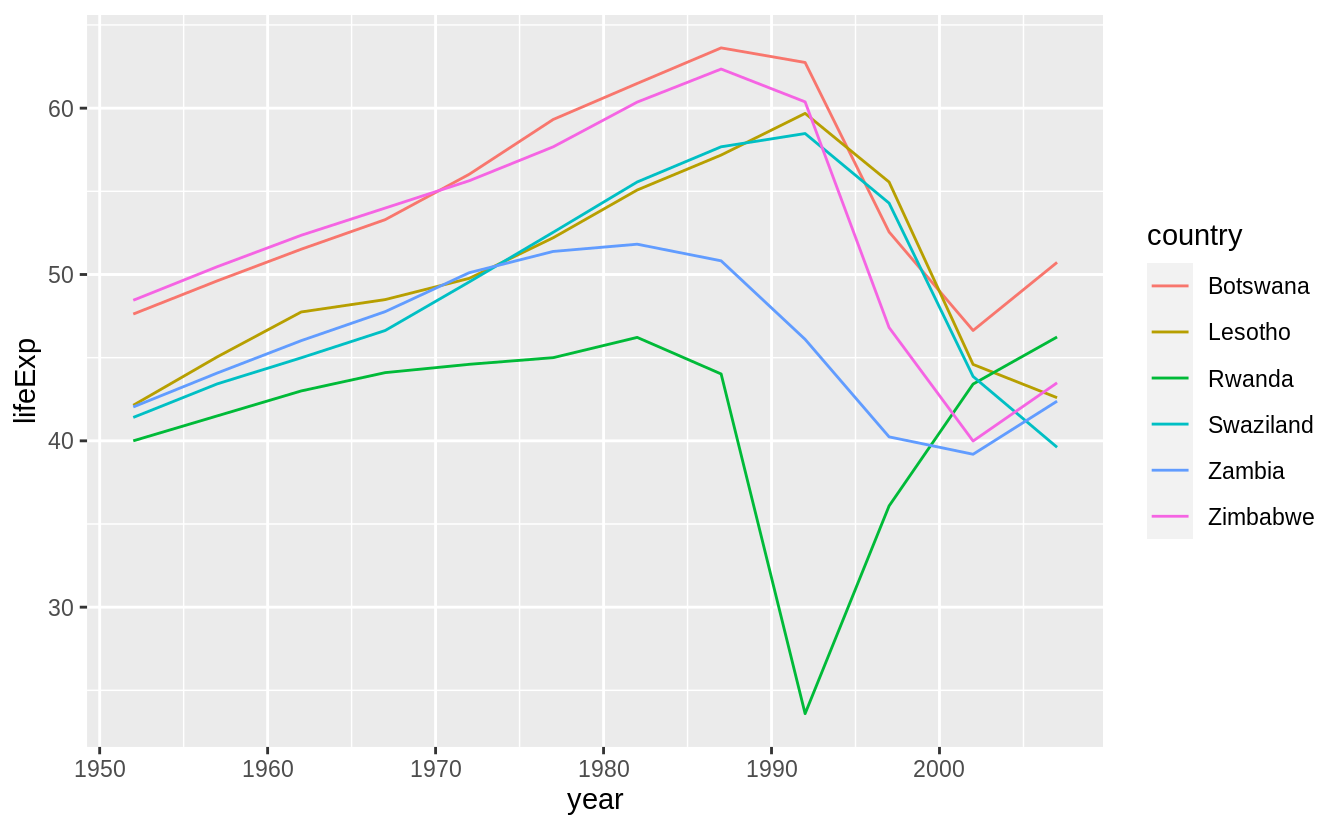 60
50
40
30
lifeExp
1950 1960 1970 1980 1990 2000
year
country
Botswana
Lesotho
Rwanda
Swaziland
Zambia
Zimbabwe